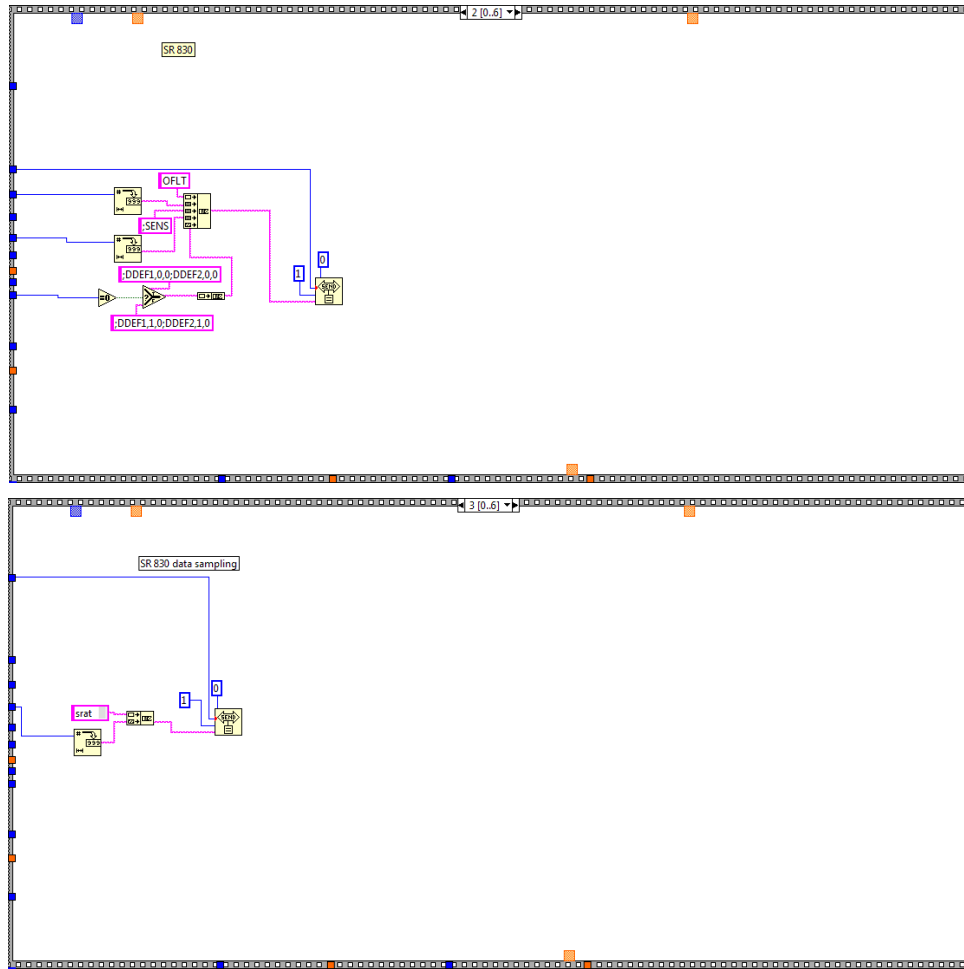 2 [0..6]
SR 830
OFLT
;SENS
;DDEF1,0,0;DDEF2,0,0
0
1
=0
?
SEND
;DDEF1,1,0;DDEF2,1,0
3 [0..6]
SR 830 data sampling
0
1
srat
SEND